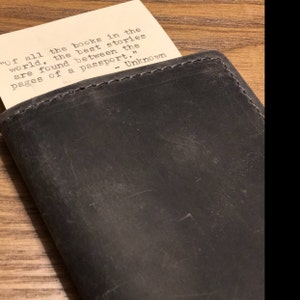 "Of all the books in the
world, the best stories
are found between the
pages of a passport."
- Unknown